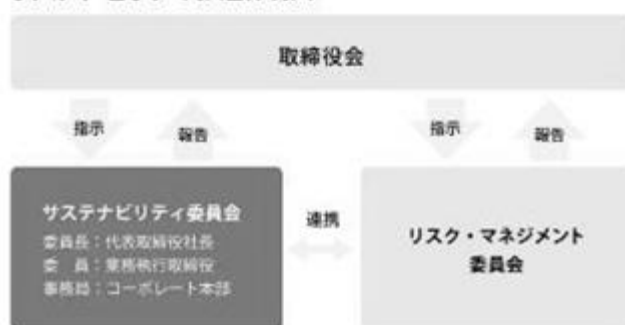 取締役会
指示
報告
指示
報告
サステナビリティ委員会
委員長：代表取締役社長
委　員：業務執行取締役
事務局：コーポレート本部
連携
リスク・マネジメント
委員会